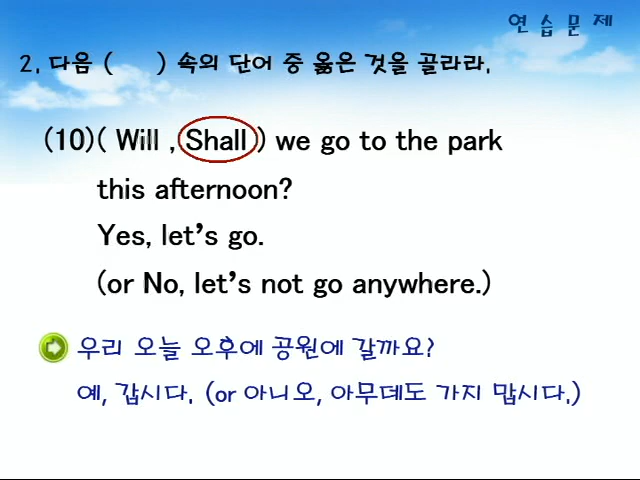 연 습 문 제
2. 다음 (     ) 속의 단어 중 옳은 것을 골라라.
(10)( Will , Shall ) we go to the park
this afternoon?
Yes, let’s go.
(or No, let’s not go anywhere.)
우리 오늘 오후에 공원에 갈까요?
예, 갑시다. (or 아니오, 아무데도 가지 맙시다.)